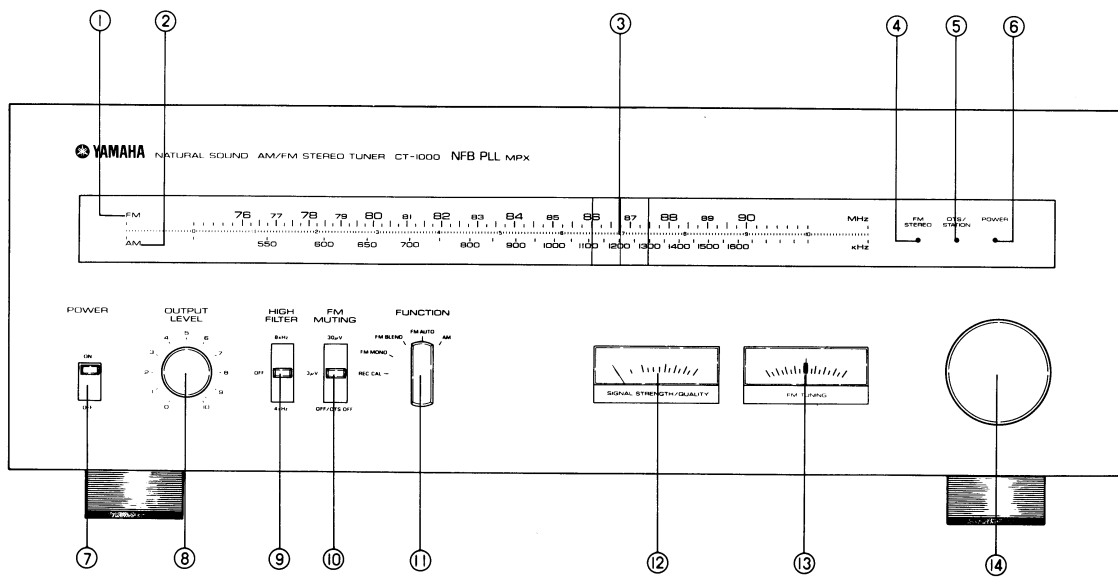 ① ② ③ ④ ⑤ ⑥
YAMAHA NATURAL SOUND AM/FM STEREO TUNER CT-1000 NFB PLL MPX
FM 76 77 78 79 80 81 82 83 84 85 86 87 88 89 90 MHz
AM 550 600 650 700 800 900 1000 1100 1200 1300 1400 1500 1600 kHz
FM STEREO
OTS/STATION
POWER
POWER
ON
OFF
OUTPUT
LEVEL
0 1 2 3 4 5 6 7 8 9 10
HIGH
FILTER
8kHz
OFF
4kHz
FM
MUTING
30μV
3μV
OFF/OTS OFF
FUNCTION
FM AUTO
FM BLEND AM
FM MONO
REC CAL
SIGNAL STRENGTH/QUALITY
FM TUNING
⑦ ⑧ ⑨ ⑩ ⑪ ⑫ ⑬ ⑭